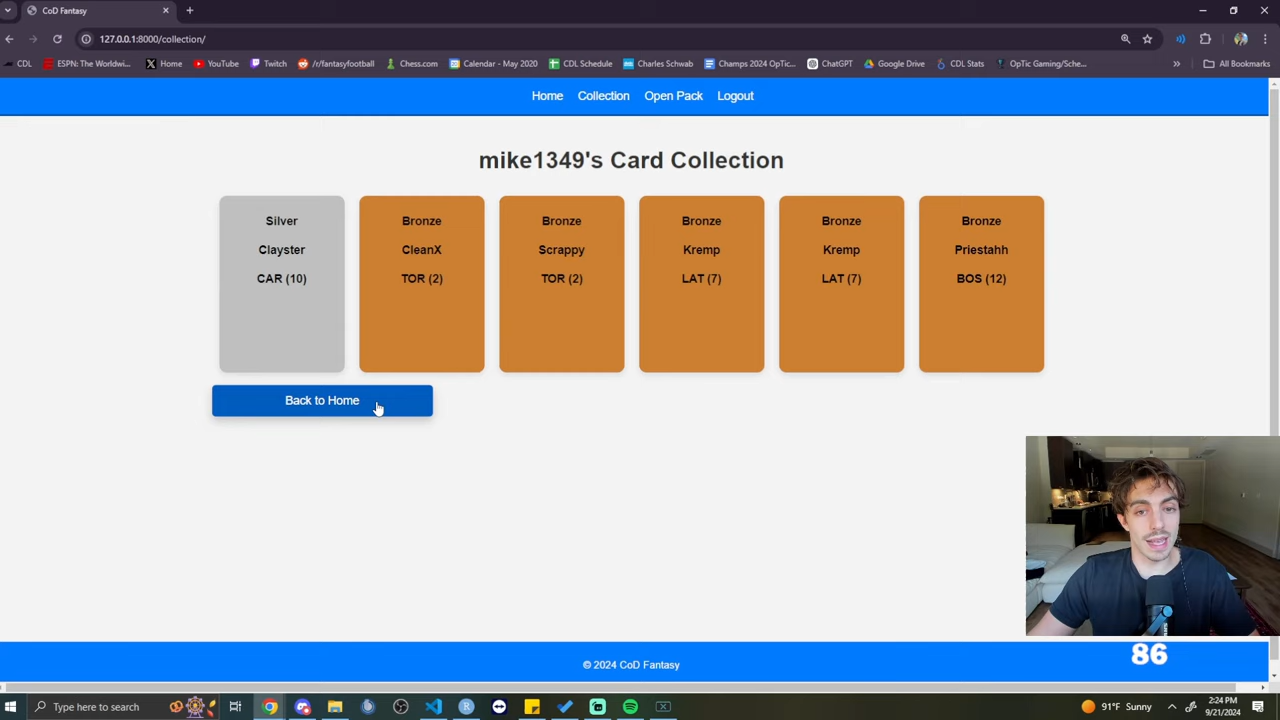 CoD Fantasy
127.0.0.1:8000/collection/
CDL
ESPN: The Worldwi...
Home
YouTube
Twitch
/r/fantasyfootball
Chess.com
Calendar - May 2020
CDL Schedule
Charles Schwab
Champs 2024 OpTic...
ChatGPT
Google Drive
CDL Stats
OpTic Gaming/Sche...
All Bookmarks
Home Collection Open Pack Logout
mike1349's Card Collection
Silver
Clayster
CAR (10)
Bronze
CleanX
TOR (2)
Bronze
Scrappy
TOR (2)
Bronze
Kremp
LAT (7)
Bronze
Kremp
LAT (7)
Bronze
Priestahh
BOS (12)
Back to Home
86
© 2024 CoD Fantasy
Type here to search
91°F Sunny
2:24 PM
9/21/2024